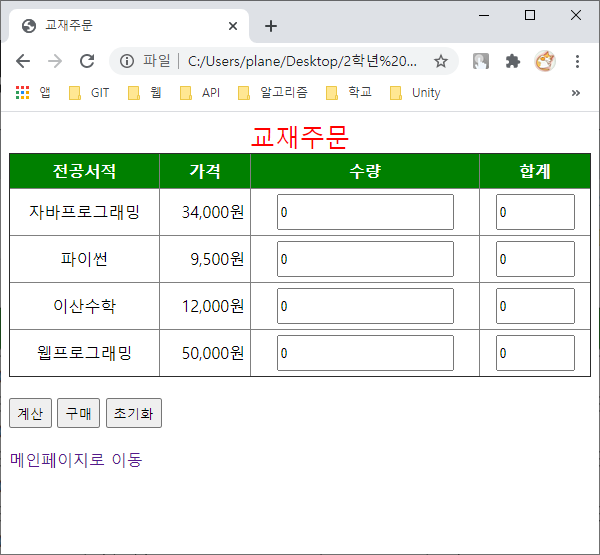 교재주문
파일 C:/Users/plane/Desktop/2학년%20...
앱 GIT 웹 API 알고리즘 학교 Unity »
교재주문
전공서적 가격 수량 합계
자바프로그래밍 34,000원 0 0
파이썬 9,500원 0 0
이산수학 12,000원 0 0
웹프로그래밍 50,000원 0 0
계산 구매 초기화
메인페이지로 이동